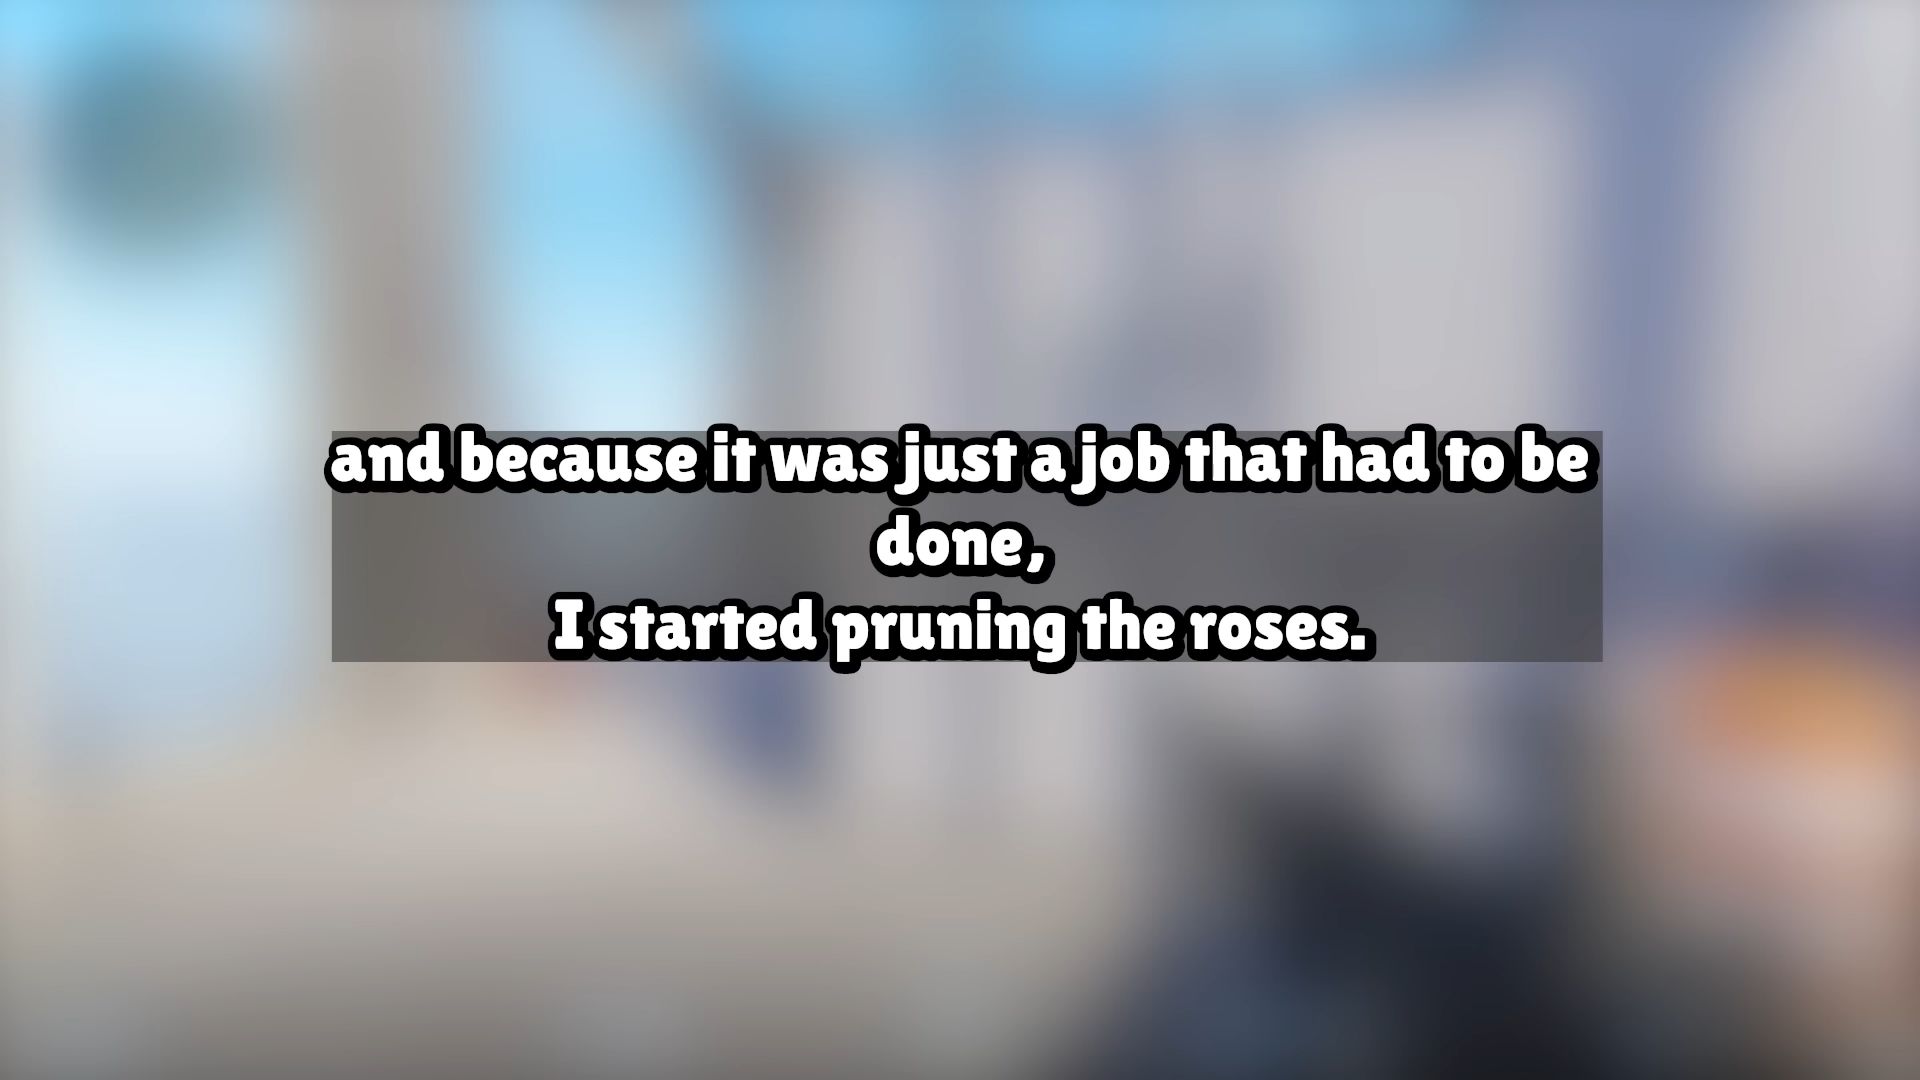 and because it was just a job that had to be
done,
I started pruning the roses.